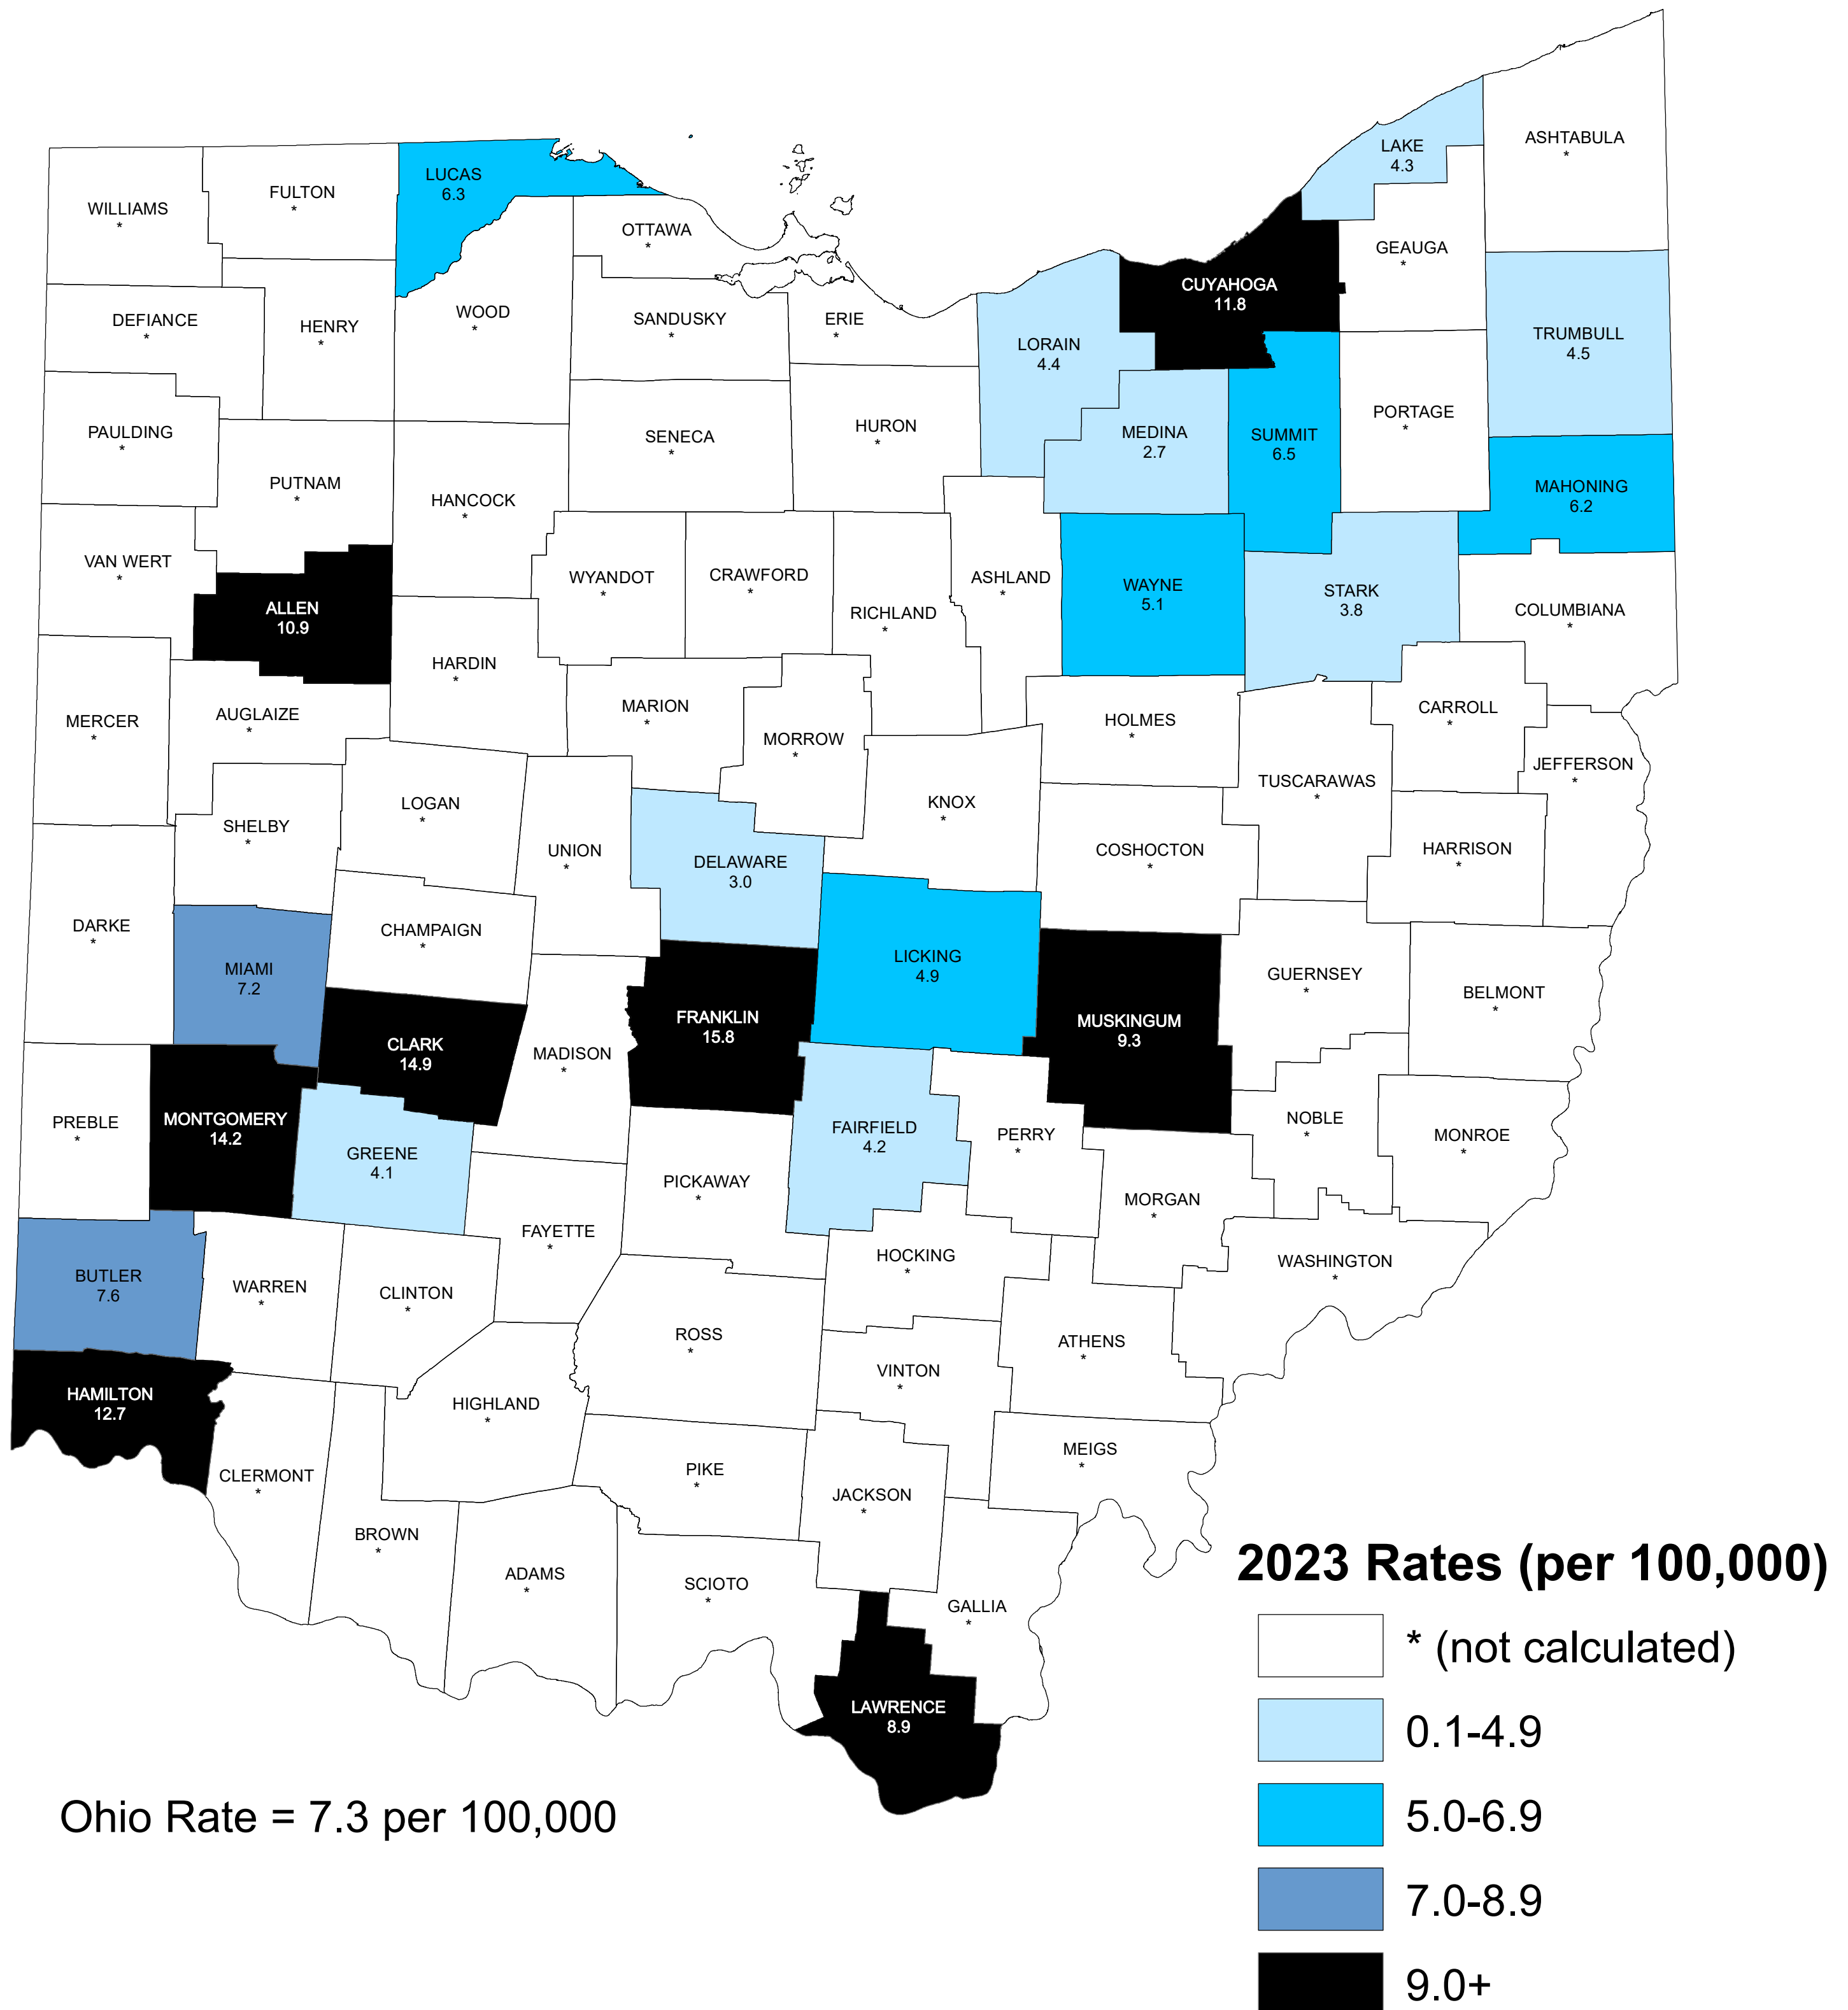 ASHTABULA
*
LAKE
4.3
LUCAS
6.3
FULTON
*
WILLIAMS
*
OTTAWA
*
GEAUGA
*
CUYAHOGA
11.8
WOOD
*
DEFIANCE
*
HENRY
*
SANDUSKY
*
ERIE
*
LORAIN
4.4
TRUMBULL
4.5
PORTAGE
*
PAULDING
*
SENECA
*
HURON
*
MEDINA
2.7
SUMMIT
6.5
PUTNAM
*
HANCOCK
*
MAHONING
6.2
VAN WERT
*
WYANDOT
*
CRAWFORD
*
ASHLAND
*
WAYNE
5.1
STARK
3.8
ALLEN
10.9
RICHLAND
*
COLUMBIANA
*
HARDIN
*
MERCER
*
AUGLAIZE
*
MARION
*
MORROW
*
HOLMES
*
CARROLL
*
JEFFERSON
*
TUSCARAWAS
*
LOGAN
*
KNOX
*
SHELBY
*
UNION
*
DELAWARE
3.0
COSHOCTON
*
HARRISON
*
DARKE
*
CHAMPAIGN
*
MIAMI
7.2
LICKING
4.9
GUERNSEY
*
BELMONT
*
CLARK
14.9
MADISON
*
FRANKLIN
15.8
MUSKINGUM
9.3
PREBLE
*
MONTGOMERY
14.2
GREENE
4.1
FAIRFIELD
4.2
PERRY
*
NOBLE
*
MONROE
*
PICKAWAY
*
MORGAN
*
FAYETTE
*
HOCKING
*
WASHINGTON
*
BUTLER
7.6
WARREN
*
CLINTON
*
ROSS
*
ATHENS
*
VINTON
*
HAMILTON
12.7
HIGHLAND
*
MEIGS
*
CLERMONT
*
PIKE
*
JACKSON
*
BROWN
*
ADAMS
*
SCIOTO
*
GALLIA
*
LAWRENCE
8.9
2023 Rates (per 100,000)
* (not calculated)
0.1-4.9
5.0-6.9
7.0-8.9
9.0+
Ohio Rate = 7.3 per 100,000